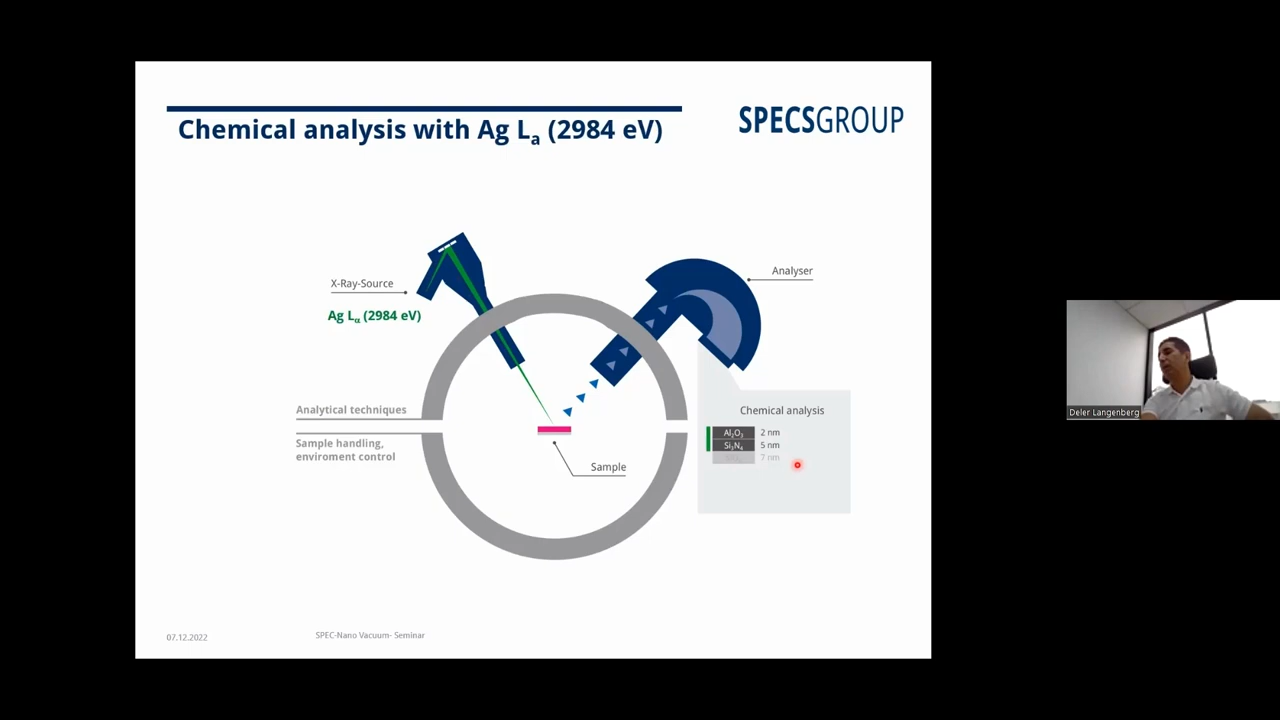 Chemical analysis with Ag La (2984 eV)
SPECSGROUP
X-Ray-Source
Ag Lα (2984 eV)
Analyser
Analytical techniques
Sample handling,
enviroment control
Sample
Chemical analysis
Al2O3 2 nm
Si3N4 5 nm
7 nm
07.12.2022
SPEC-Nano Vacuum- Seminar
Deler Langenberg